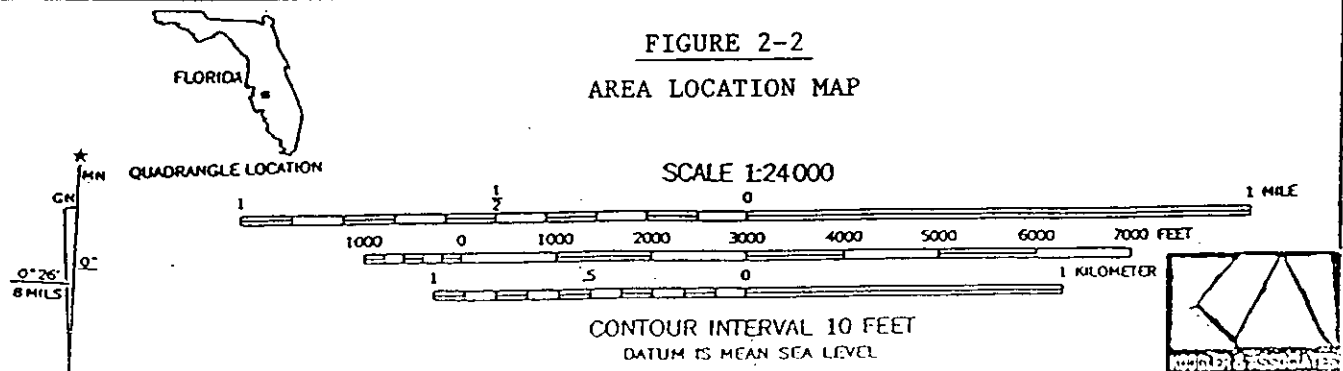 FIGURE 2-2
AREA LOCATION MAP
FLORIDA
QUADRANGLE LOCATION
MN
GN
0°26'
8 MILS
0°
SCALE 1:24000
1 1/2 0 1 MILE
1000 0 1000 2000 3000 4000 5000 6000 7000 FEET
1 .5 0 1 KILOMETER
CONTOUR INTERVAL 10 FEET
DATUM IS MEAN SEA LEVEL
& ASSOCIATES